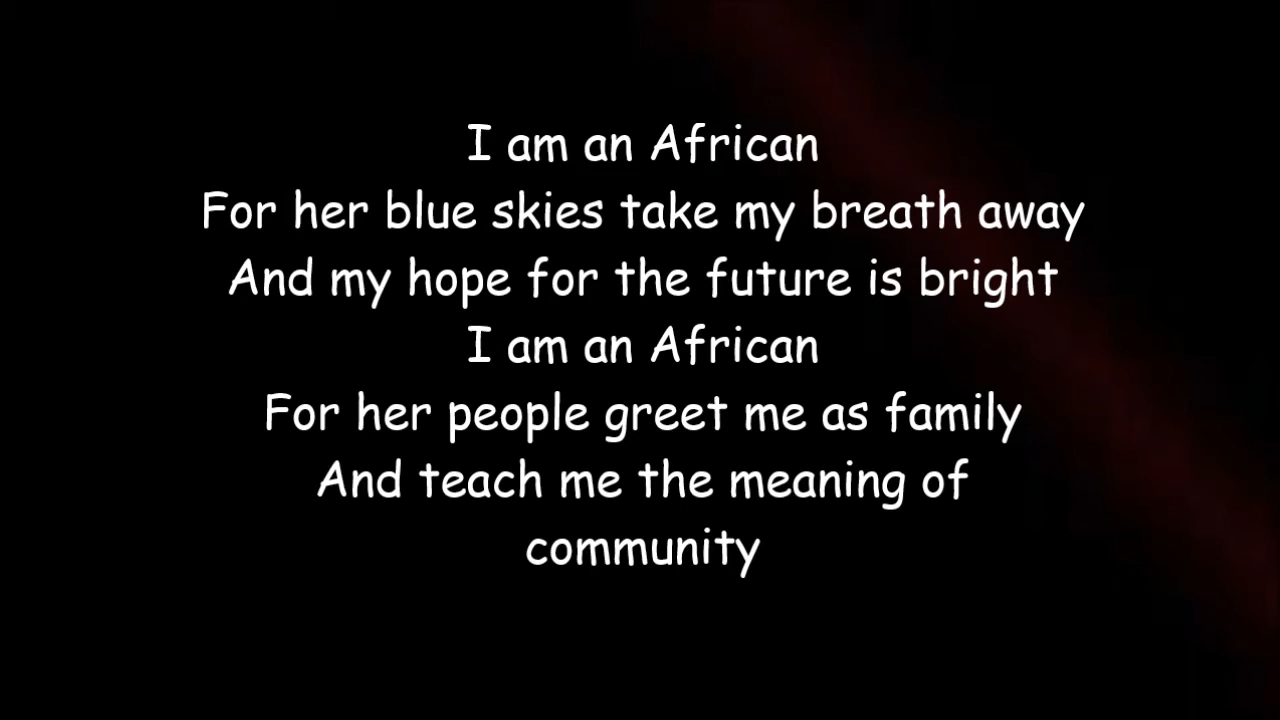 I am an African
For her blue skies take my breath away
And my hope for the future is bright
I am an African
For her people greet me as family
And teach me the meaning of
community